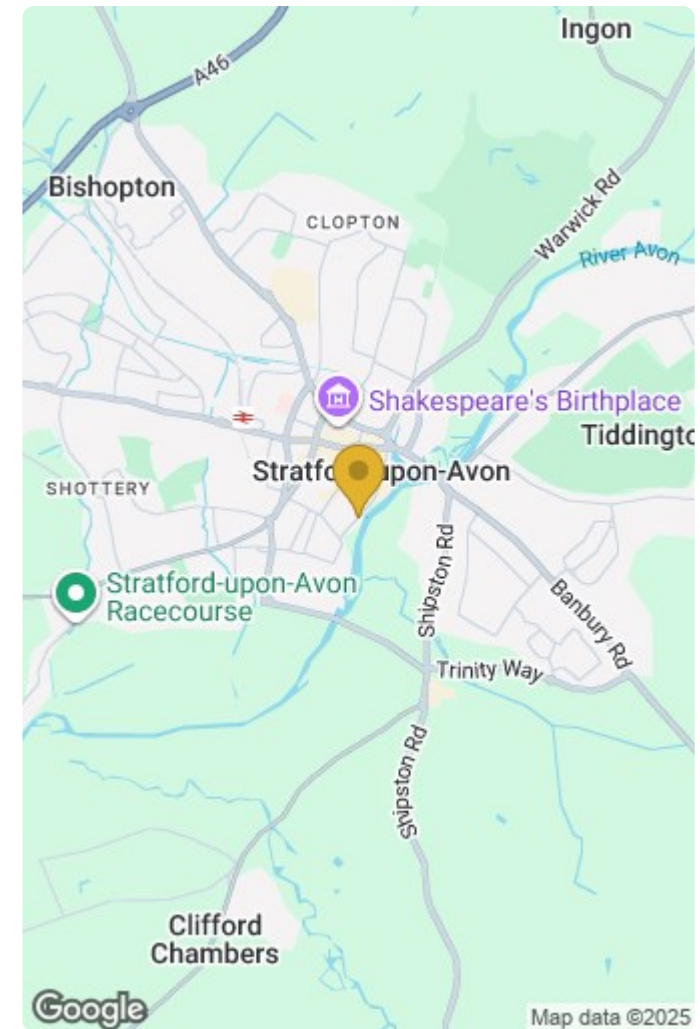 Ingon
A46
Bishopton
CLOPTON
Warwick Rd
River Avon
Shakespeare's Birthplace
Tiddingto
Stratfo upon-Avon
SHOTTERY
Shipston Rd
Stratford-upon-Avon
Racecourse
Banbury Rd
Trinity Way
Shipston Rd
Clifford
Chambers
Google
Map data ©2025